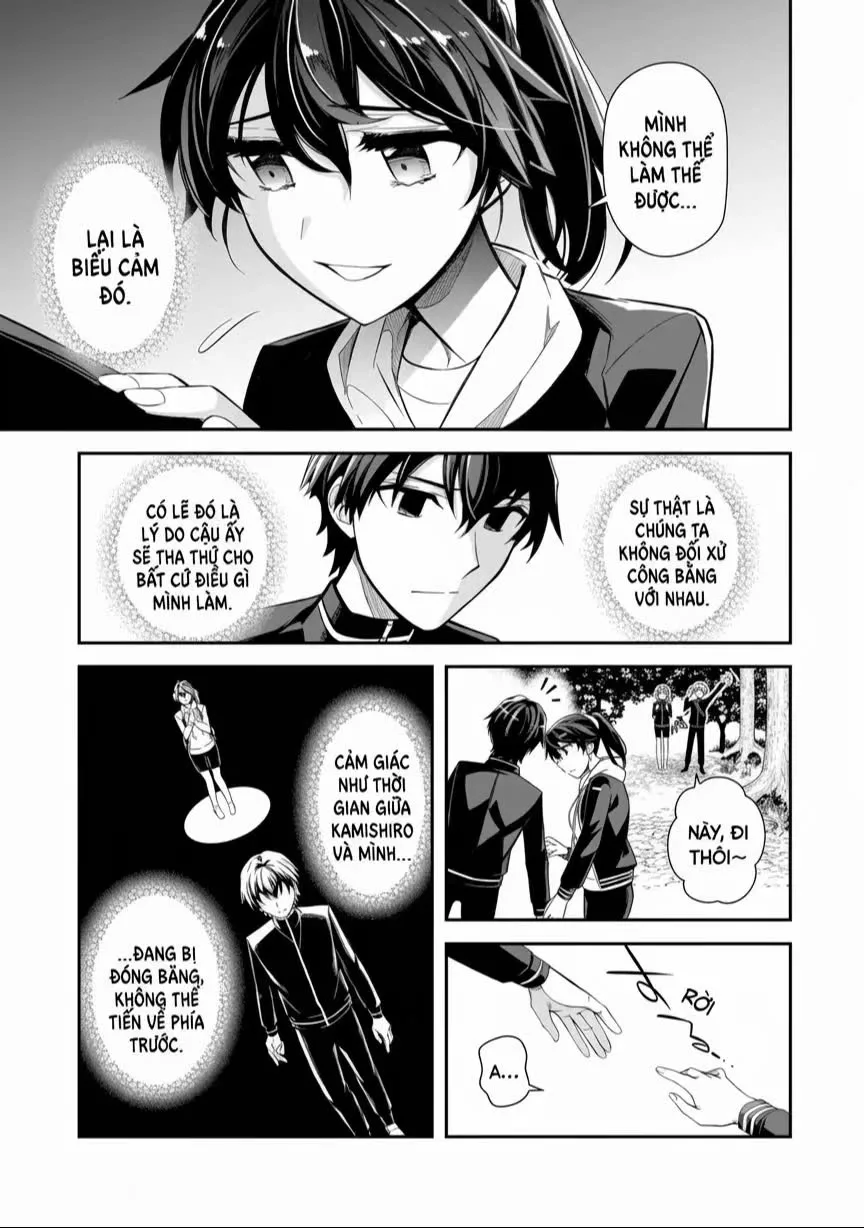 MÌNH
KHÔNG THỂ
LÀM THẾ
ĐƯỢC...
LẠI LÀ
BIỂU CẢM
ĐÓ.
SỰ THẬT LÀ
CHÚNG TA
KHÔNG ĐỐI XỬ
CÔNG BẰNG
VỚI NHAU.
CÓ LẼ ĐÓ LÀ
LÝ DO CẬU ẤY
SẼ THA THỨ CHO
BẤT CỨ ĐIỀU GÌ
MÌNH LÀM.
NÀY, ĐI
THÔI~
RỜI
A...
CẢM GIÁC
NHƯ THỜI
GIAN GIỮA
KAMISHIRO
VÀ MÌNH...
...ĐANG BỊ
ĐÓNG BĂNG,
KHÔNG THỂ
TIẾN VỀ PHÍA
TRƯỚC.